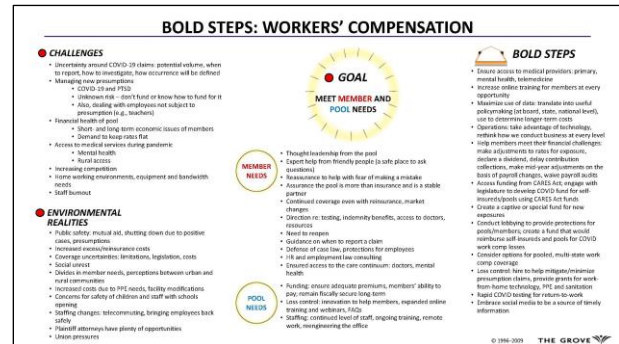 BOLD STEPS: WORKERS' COMPENSATION
CHALLENGES
• Uncertainty around COVID-19 claims: potential volume, when
to report, how to investigate, how occurrence will be defined
• Managing new presumptions
• COVID-19 and PTSD
• Unknown risk – don't fund or know how to fund for it
• Also, dealing with employees not subject to
presumption (e.g., teachers)
• Financial health of pool
• Short- and long-term economic issues of members
• Demand to keep rates flat
• Access to medical services during pandemic
• Mental health
• Rural access
• Increasing competition
• Home working environments, equipment and bandwidth
needs
• Staff burnout
ENVIRONMENTAL
REALITIES
• Public safety: mutual aid, shutting down due to positive
cases, presumptions
• Increased excess/reinsurance costs
• Coverage uncertainties: limitations, legislation, costs
• Social unrest
• Divides in member needs, perceptions between urban and
rural communities
• Increased costs due to PPE needs, facility modifications
• Concerns for safety of children and staff with schools
opening
• Staffing changes: telecommuting, bringing employees back
safely
• Plaintiff attorneys have plenty of opportunities
• Union pressures
GOAL
MEET MEMBER AND
POOL NEEDS
MEMBER
NEEDS
• Thought leadership from the pool
• Expert help from friendly people (a safe place to ask
questions)
• Reassurance to help with fear of making a mistake
• Assurance the pool is more than insurance and is a stable
partner
• Continued coverage even with reinsurance, market
changes
• Direction re: testing, indemnity benefits, access to doctors,
resources
• Need to reopen
• Guidance on when to report a claim
• Defense of case law, protections for employees
• HR and employment law consulting
• Ensured access to the care continuum: doctors, mental
health
POOL
NEEDS
• Funding: ensure adequate premiums, members' ability to
pay; remain fiscally secure long-term
• Loss control: innovation to help members, expanded online
training and webinars, FAQs
• Staffing: continued level of staff, ongoing training, remote
work, reengineering the office
BOLD STEPS
• Ensure access to medical providers: primary,
mental health, telemedicine
• Increase online training for members at every
opportunity
• Maximize use of data: translate into useful
policymaking (at board, state, national level),
use to determine longer-term costs
• Operations: take advantage of technology,
rethink how we conduct business at every level
• Help members meet their financial challenges:
make adjustments to rates for exposure,
declare a dividend, delay contribution
collections, make mid-year adjustments on the
basis of payroll changes, waive payroll audits
• Access funding from CARES Act; engage with
legislature to develop COVID fund for self-
insureds/pools using CARES Act funds
• Create a captive or special fund for new
exposures
• Conduct lobbying to provide protections for
pools/members; create a fund that would
reimburse self-insureds and pools for COVID
work comp losses
• Consider options for pooled, multi-state work
comp coverage
• Loss control: hire to help mitigate/minimize
presumption claims, provide grants for work-
from-home technology, PPE and sanitation
• Rapid COVID testing for return-to-work
• Embrace social media to be a source of timely
information
© 1996-2009 THE GROVE